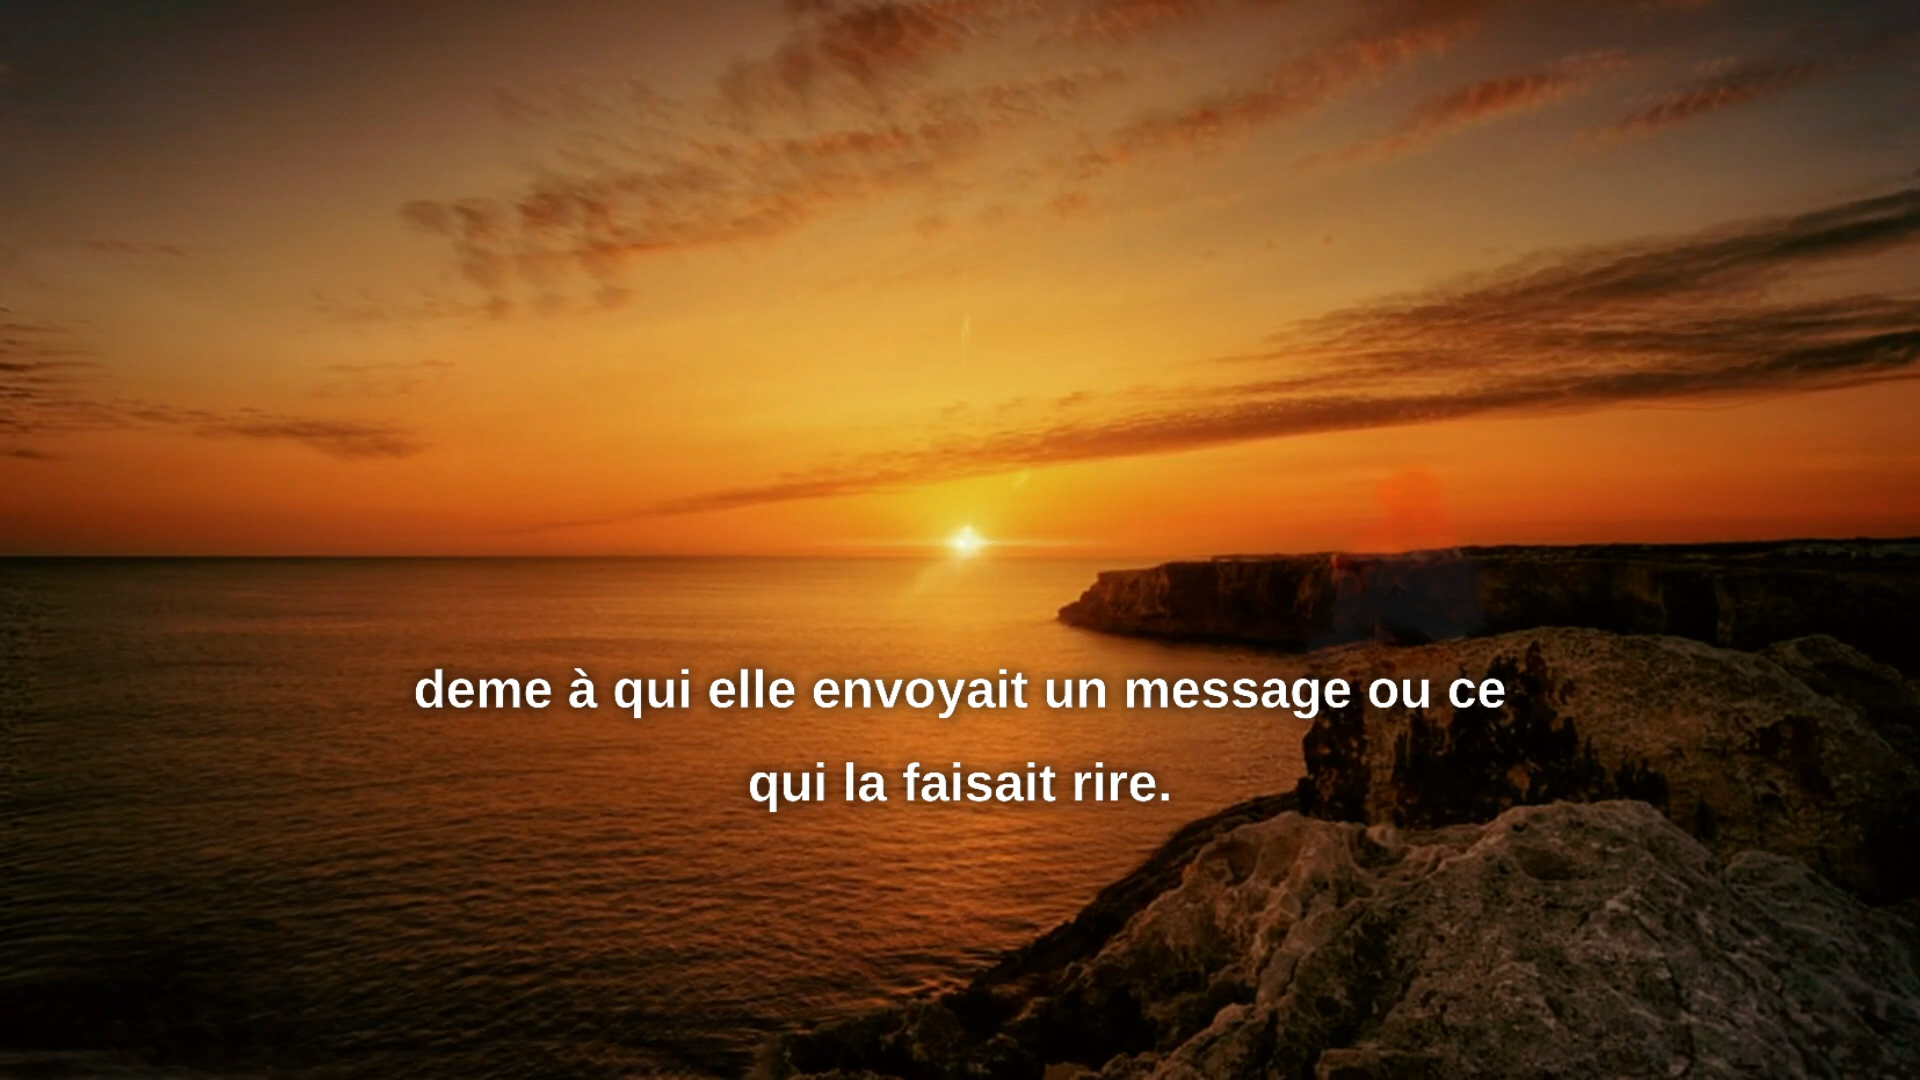 deme à qui elle envoyait un message ou ce
qui la faisait rire.